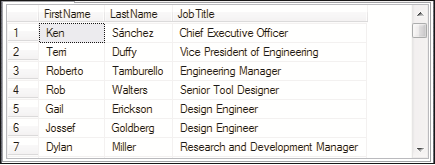 FirstName LastName JobTitle
1 Ken Sánchez Chief Executive Officer
2 Terri Duffy Vice President of Engineering
3 Roberto Tamburello Engineering Manager
4 Rob Walters Senior Tool Designer
5 Gail Erickson Design Engineer
6 Jossef Goldberg Design Engineer
7 Dylan Miller Research and Development Manager